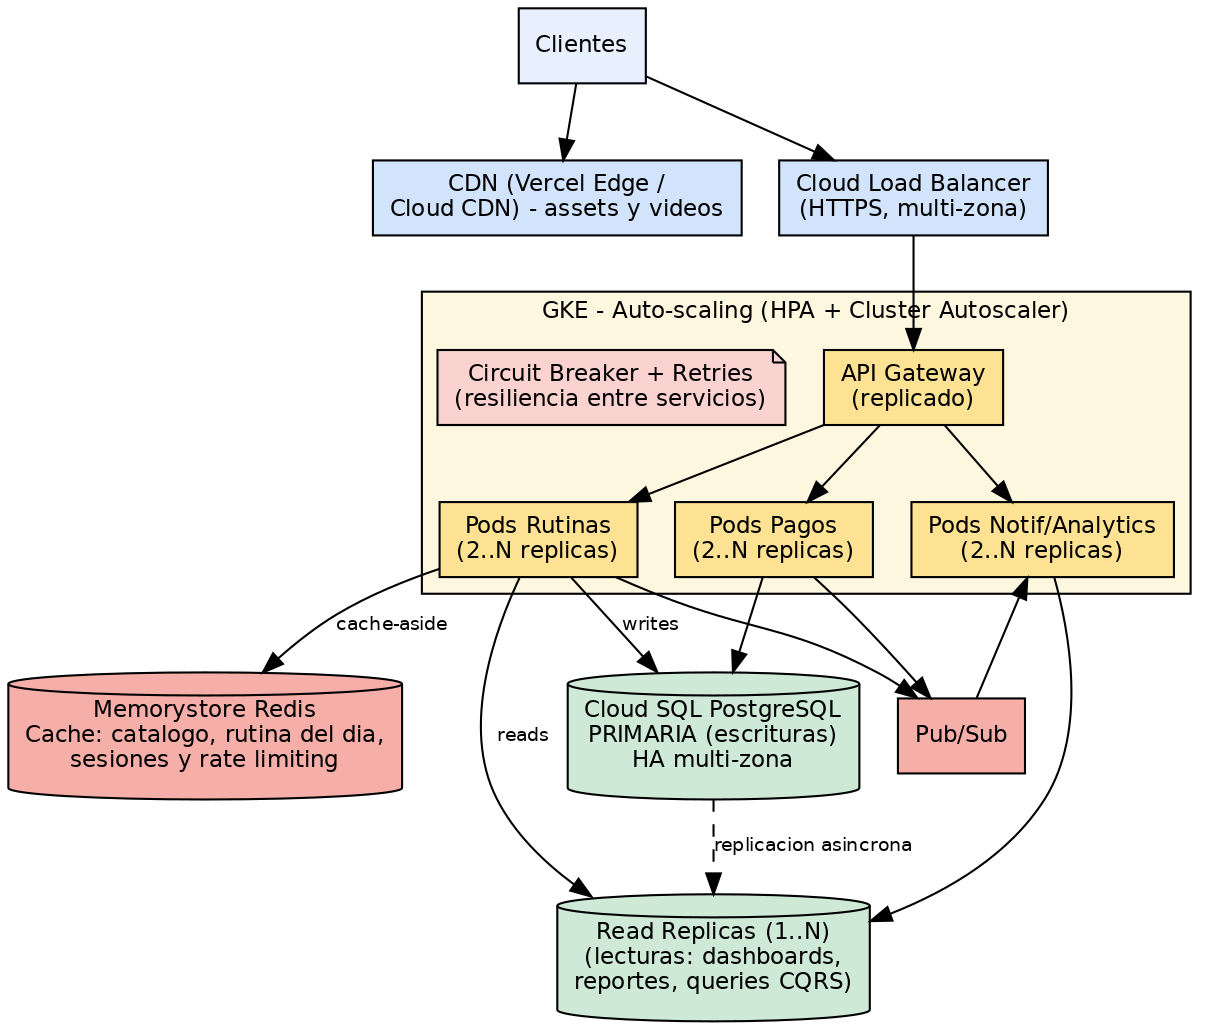 Clientes
CDN (Vercel Edge /
Cloud CDN) - assets y videos
Cloud Load Balancer
(HTTPS, multi-zona)
GKE - Auto-scaling (HPA + Cluster Autoscaler)
Circuit Breaker + Retries
(resiliencia entre servicios)
API Gateway
(replicado)
Pods Rutinas
(2..N replicas)
Pods Pagos
(2..N replicas)
Pods Notif/Analytics
(2..N replicas)
cache-aside
writes
Memorystore Redis
Cache: catalogo, rutina del dia,
sesiones y rate limiting
reads
Cloud SQL PostgreSQL
PRIMARIA (escrituras)
HA multi-zona
Pub/Sub
replicacion asincrona
Read Replicas (1..N)
(lecturas: dashboards,
reportes, queries CQRS)